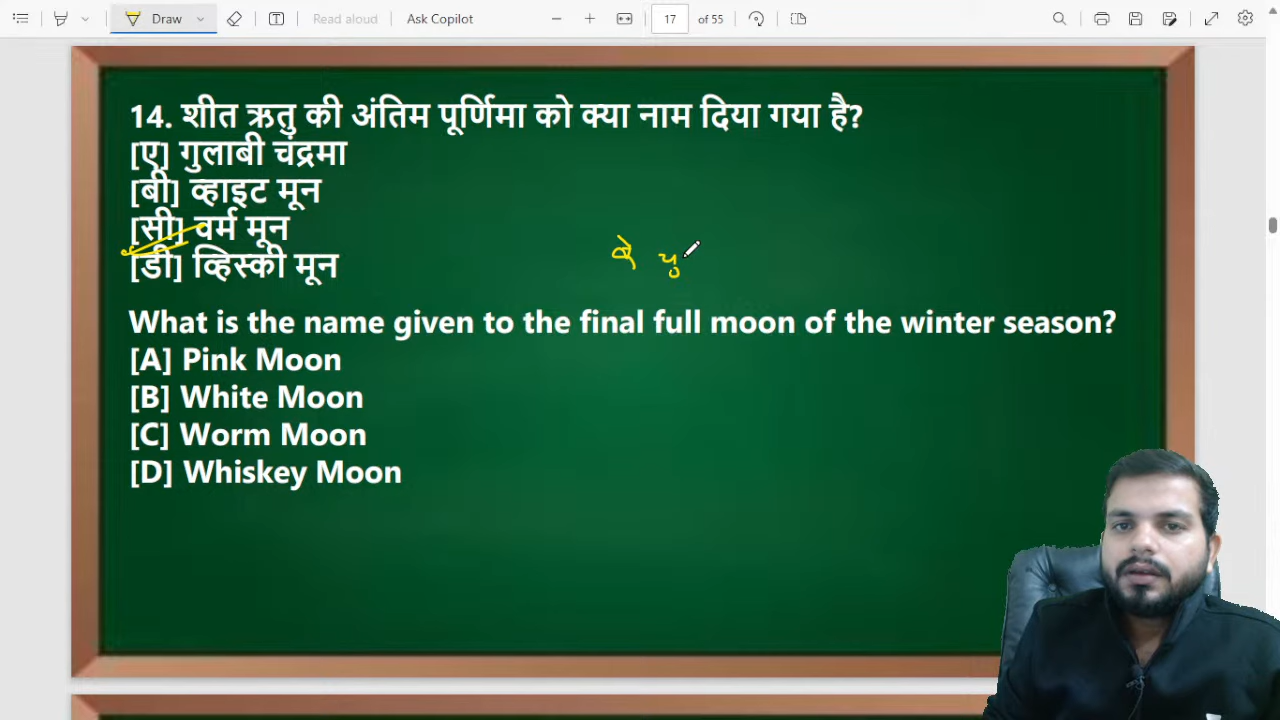 Draw
Read aloud
Ask Copilot
17 of 55
14. शीत ऋतु की अंतिम पूर्णिमा को क्या नाम दिया गया है?
[ए] गुलाबी चंद्रमा
[बी] व्हाइट मून
[सी] वर्म मून
[डी] व्हिस्की मून
What is the name given to the final full moon of the winter season?
[A] Pink Moon
[B] White Moon
[C] Worm Moon
[D] Whiskey Moon